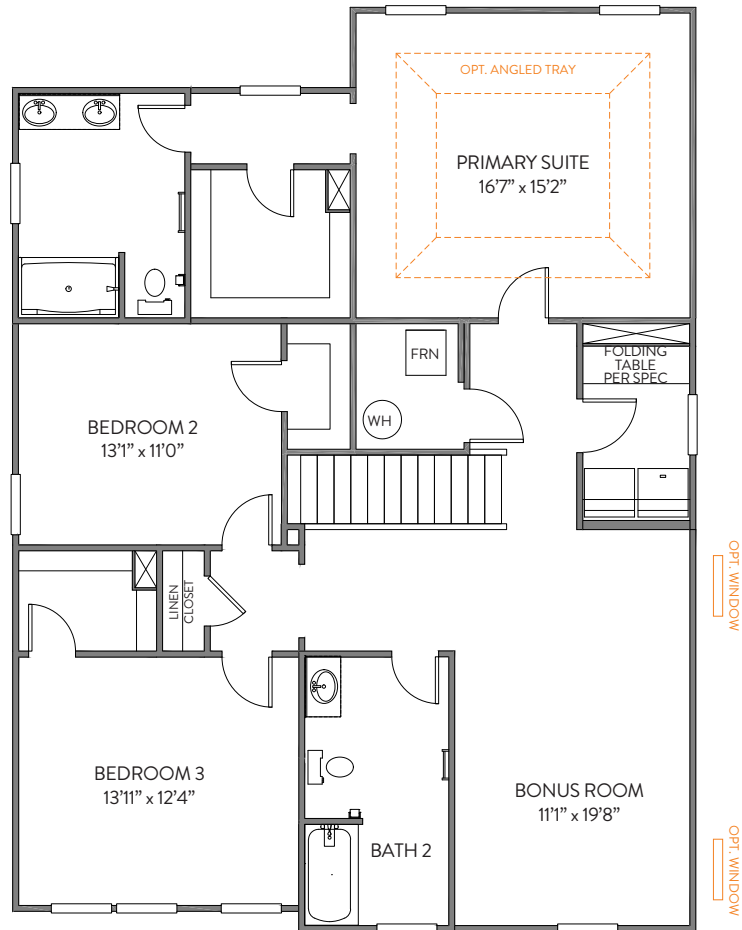 OPT. ANGLED TRAY
PRIMARY SUITE
16’7” x 15’2”
FRN
WH
FOLDING
TABLE
PER SPEC
BEDROOM 2
13’1” x 11’0”
LINEN
CLOSET
OPT. WINDOW
BEDROOM 3
13’11” x 12’4”
BONUS ROOM
11’1” x 19’8”
BATH 2
OPT. WINDOW